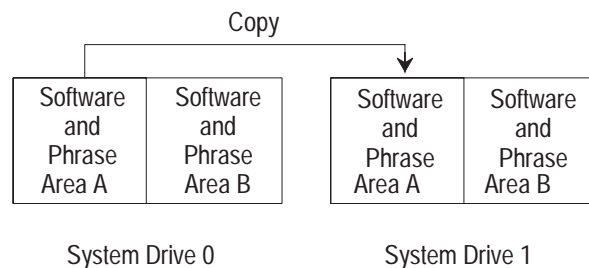 Copy
Software
and
Phrase
Area A
Software
and
Phrase
Area B
Software
and
Phrase
Area A
Software
and
Phrase
Area B
System Drive 0
System Drive 1